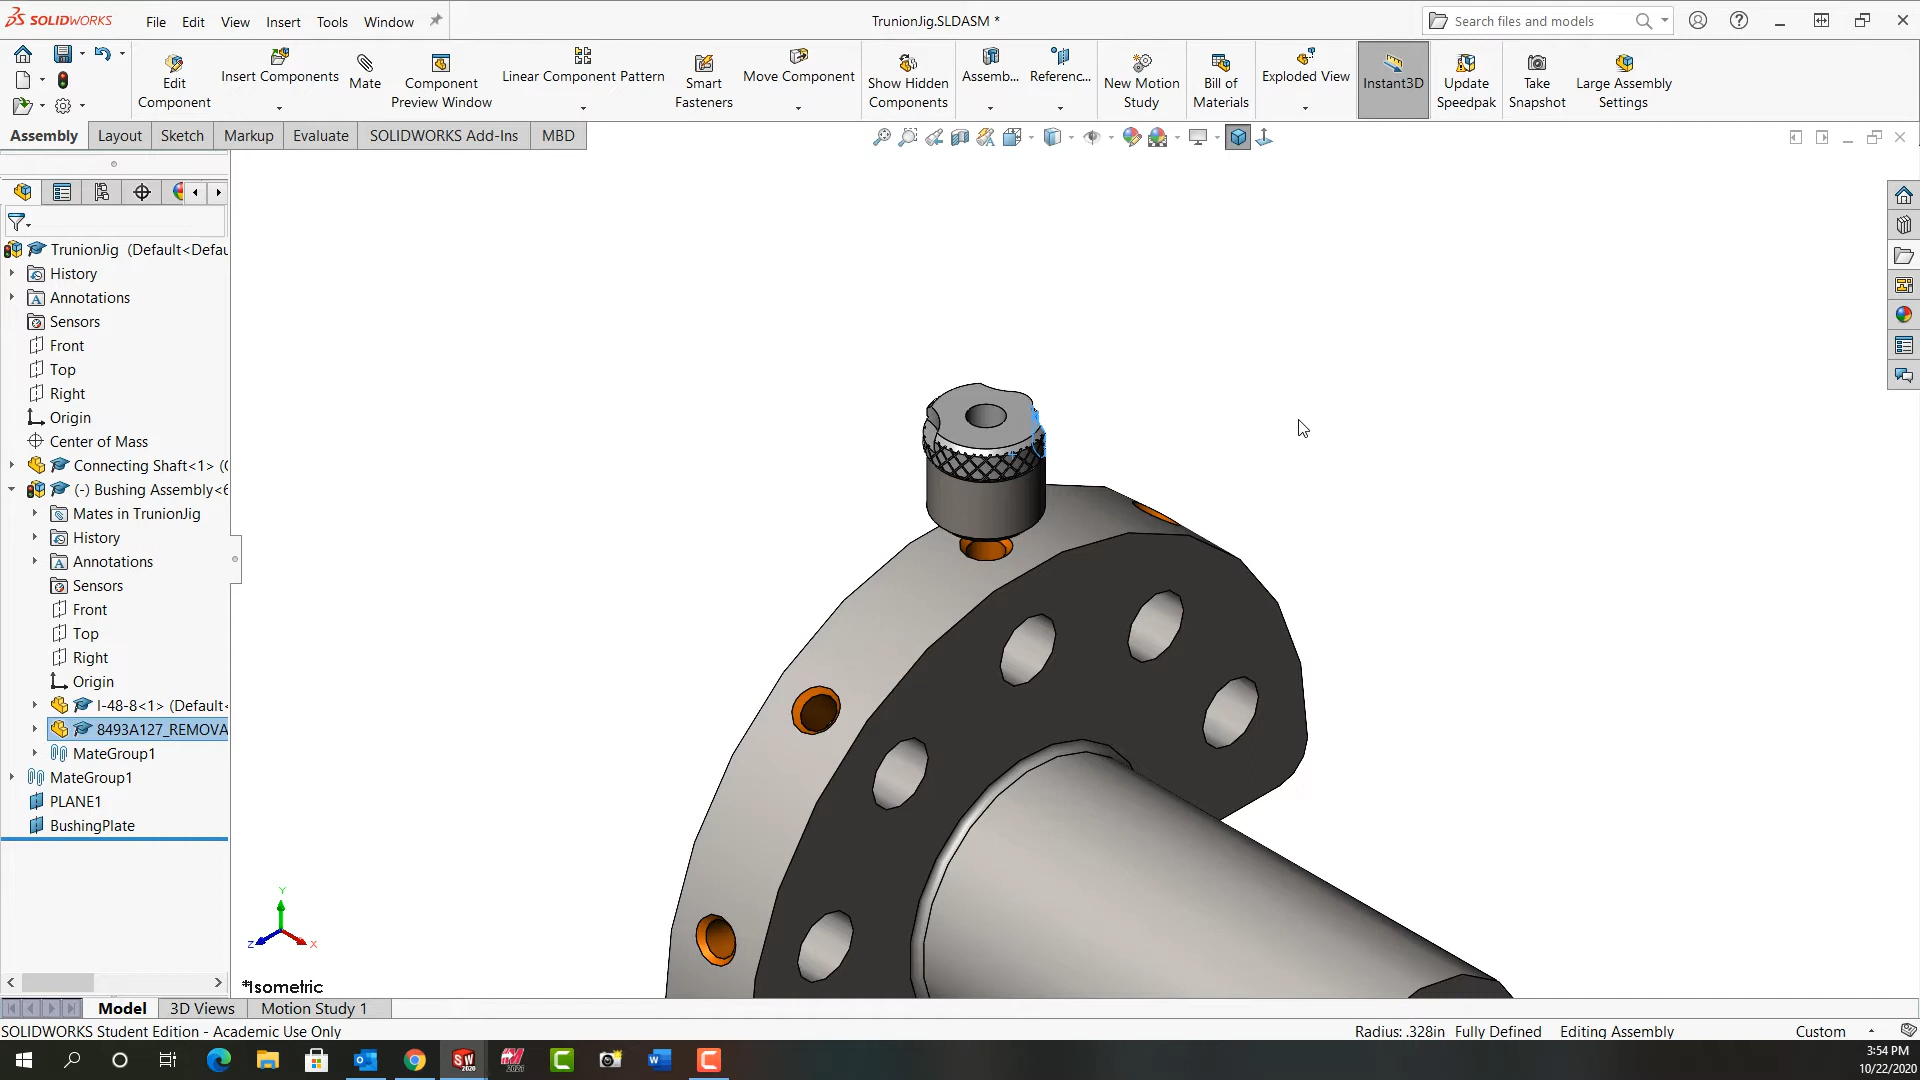 SOLIDWORKS File Edit View Insert Tools Window TrunionJig.SLDASM * Search files and models
Edit Component
Insert Components
Mate
Component Preview Window
Linear Component Pattern
Smart Fasteners
Move Component
Show Hidden Components
Assemb...
Referenc...
New Motion Study
Bill of Materials
Exploded View
Instant3D
Update Speedpak
Take Snapshot
Large Assembly Settings
Assembly Layout Sketch Markup Evaluate SOLIDWORKS Add-Ins MBD
TrunionJig (Default<Defau
History
Annotations
Sensors
Front
Top
Right
Origin
Center of Mass
Connecting Shaft<1> (
(-) Bushing Assembly<6
Mates in TrunionJig
History
Annotations
Sensors
Front
Top
Right
Origin
I-48-8<1> (Default<
8493A127_REMOVA
MateGroup1
MateGroup1
PLANE1
BushingPlate
Y
Z X
*Isometric
Model 3D Views Motion Study 1
SOLIDWORKS Student Edition - Academic Use Only Radius: .328in Fully Defined Editing Assembly Custom
3:54 PM
10/22/2020